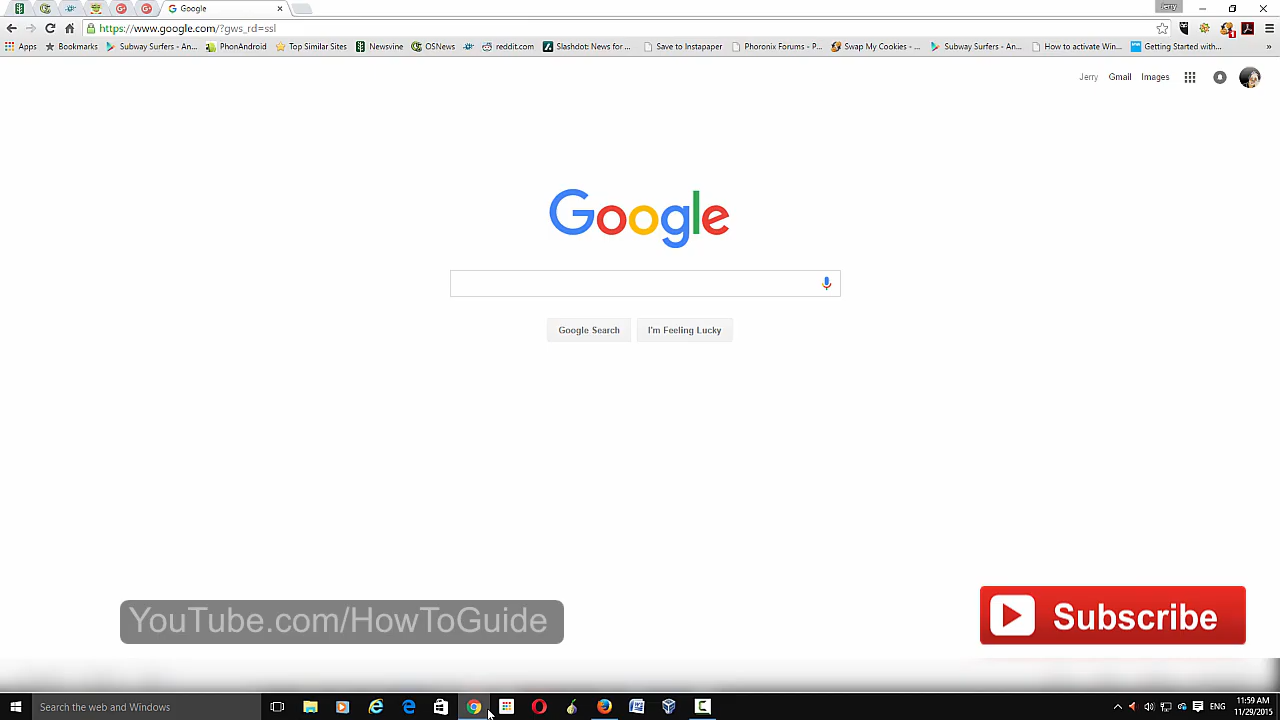 Google
Jerry
https://www.google.com/?gws_rd=ssl
Apps
Bookmarks
Subway Surfers - An...
PhonAndroid
Top Similar Sites
Newsvine
OSNews
reddit.com
Slashdot: News for ...
Save to Instapaper
Phoronix Forums - P...
Swap My Cookies - ...
Subway Surfers - An...
How to activate Win...
Getting Started with...
»
Jerry
Gmail
Images
Google
Google Search
I'm Feeling Lucky
YouTube.com/HowToGuide
Subscribe
Search the web and Windows
ENG
11:59 AM
11/29/2015